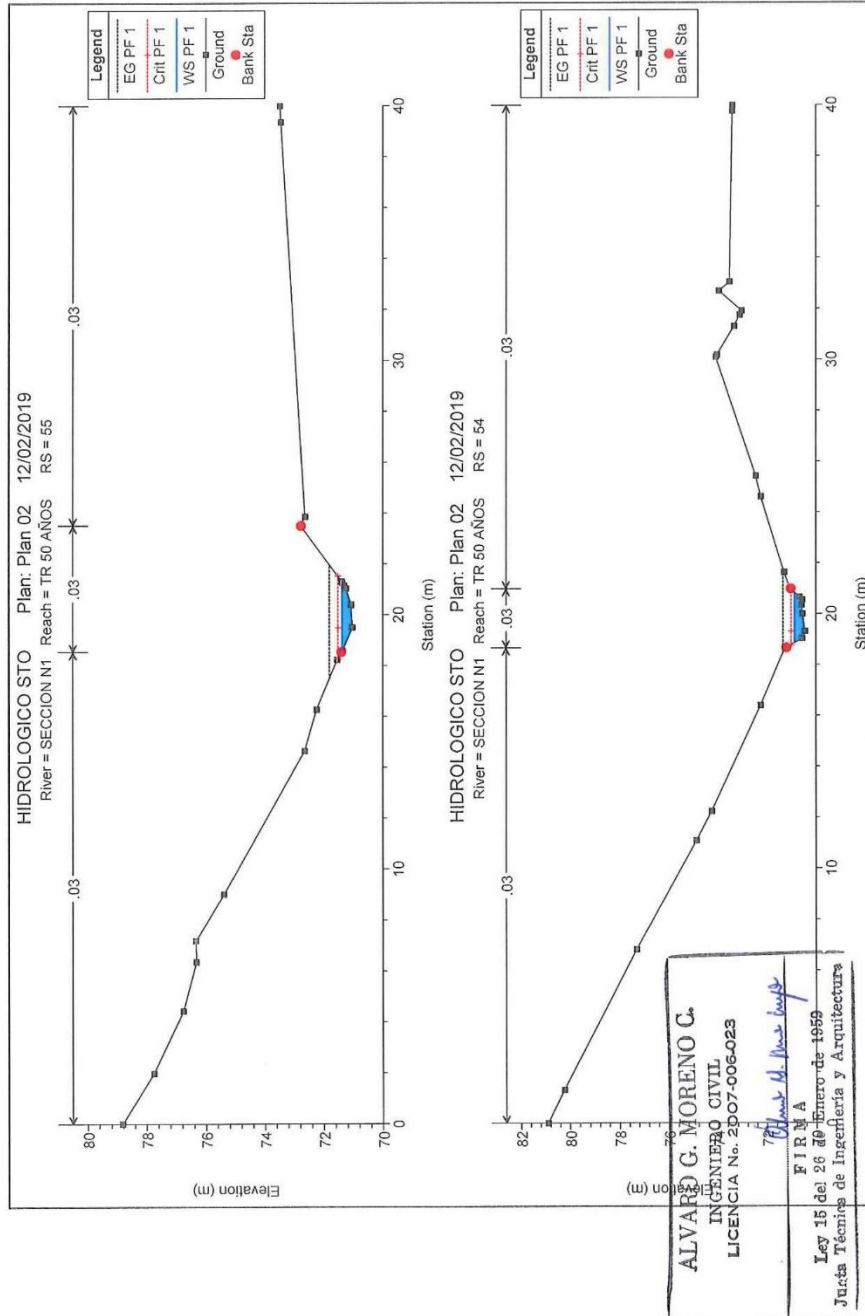 HIDROLOGICO STO Plan: Plan 02 12/02/2019
River = SECCION N1 Reach = TR 50 AÑOS RS = 55
.03
.03
.03
Legend
EG PF 1
Crit PF 1
WS PF 1
Ground
Bank Sta
Elevation (m)
80
78
76
74
72
70
0
10
20
30
40
Station (m)
HIDROLOGICO STO Plan: Plan 02 12/02/2019
River = SECCION N1 Reach = TR 50 AÑOS RS = 54
.03
.03
.03
Legend
EG PF 1
Crit PF 1
WS PF 1
Ground
Bank Sta
Elevation (m)
82
80
78
74
72
0
10
20
30
40
Station (m)
ALVARO G. MORENO C.
INGENIERO CIVIL
LICENCIA No. 2007-006-023
FIRMA
Ley 15 del 26 de Enero de 1959
Junta Técnica de Ingeniería y Arquitectura